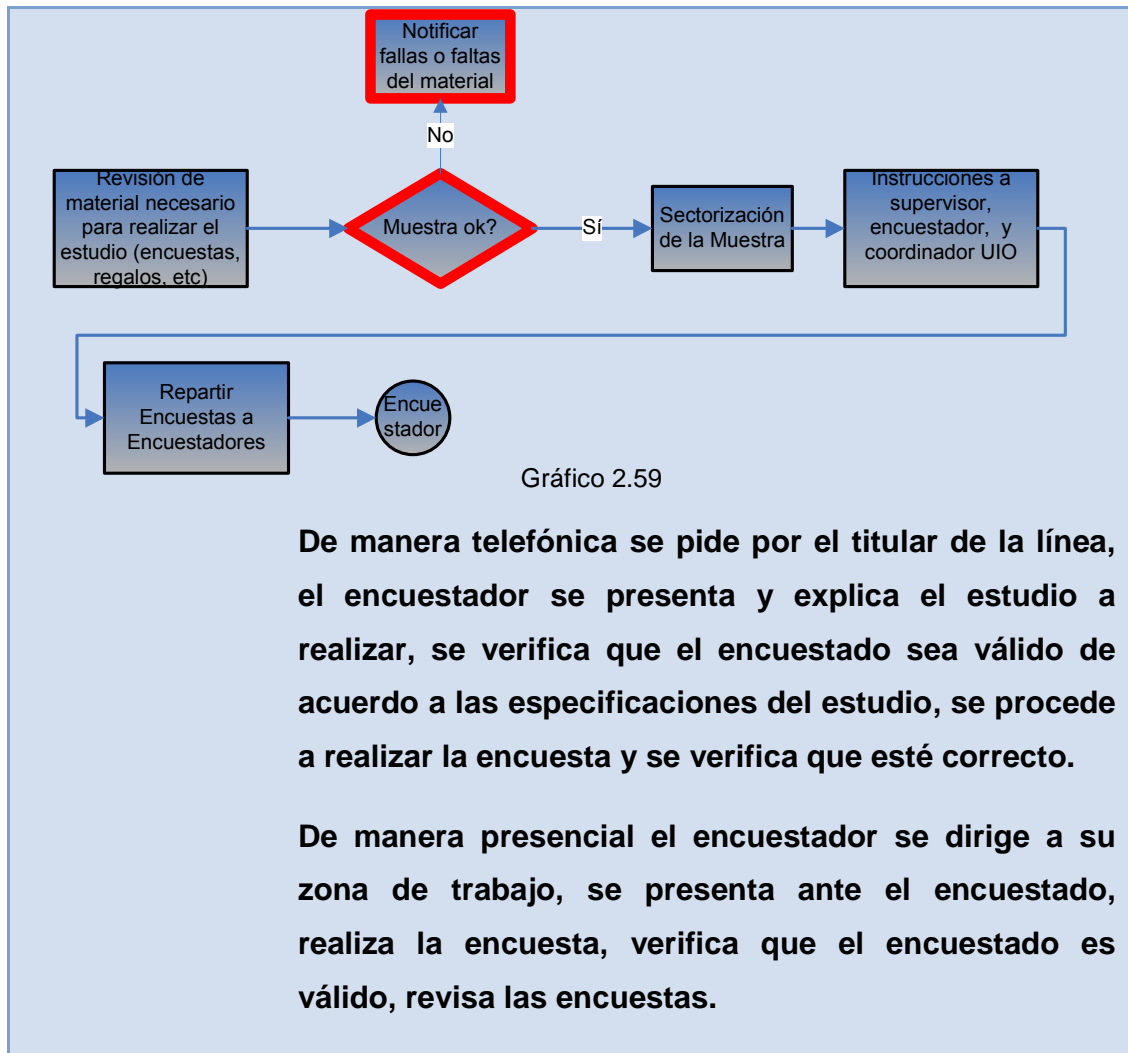 Notificar
fallas o faltas
del material
No
Revisión de
material necesario
para realizar el
estudio (encuestas,
regalos, etc)
Muestra ok?
Sí
Sectorización
de la Muestra
Instrucciones a
supervisor,
encuestador, y
coordinador UIO
Repartir
Encuestas a
Encuestadores
Encue
stador
Gráfico 2.59
De manera telefónica se pide por el titular de la línea,
el encuestador se presenta y explica el estudio a
realizar, se verifica que el encuestado sea válido de
acuerdo a las especificaciones del estudio, se procede
a realizar la encuesta y se verifica que esté correcto.
De manera presencial el encuestador se dirige a su
zona de trabajo, se presenta ante el encuestado,
realiza la encuesta, verifica que el encuestado es
válido, revisa las encuestas.